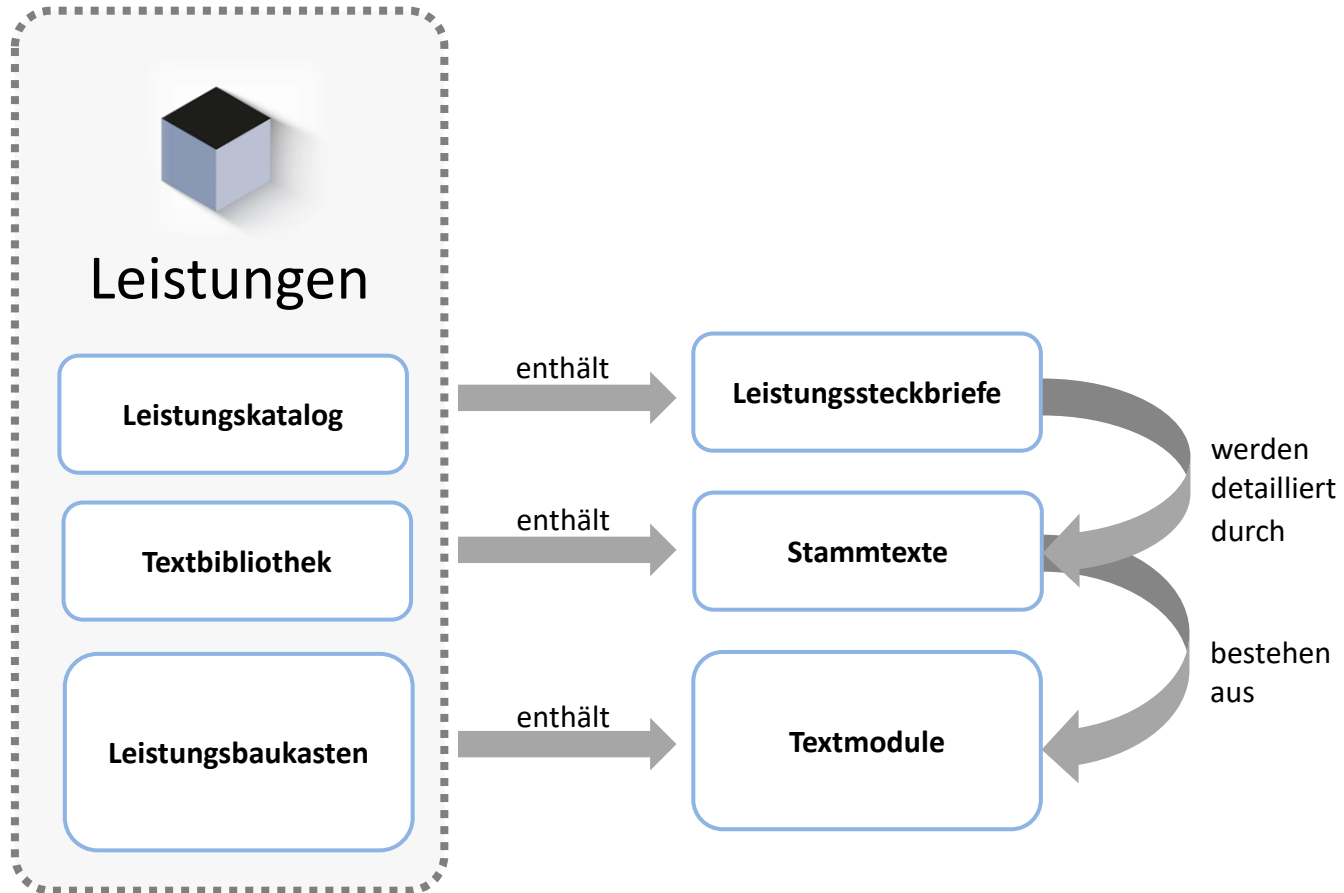 Leistungen
Leistungskatalog
enthält
Leistungssteckbriefe
werden
detailliert
durch
Textbibliothek
enthält
Stammtexte
bestehen
aus
Leistungsbaukasten
enthält
Textmodule